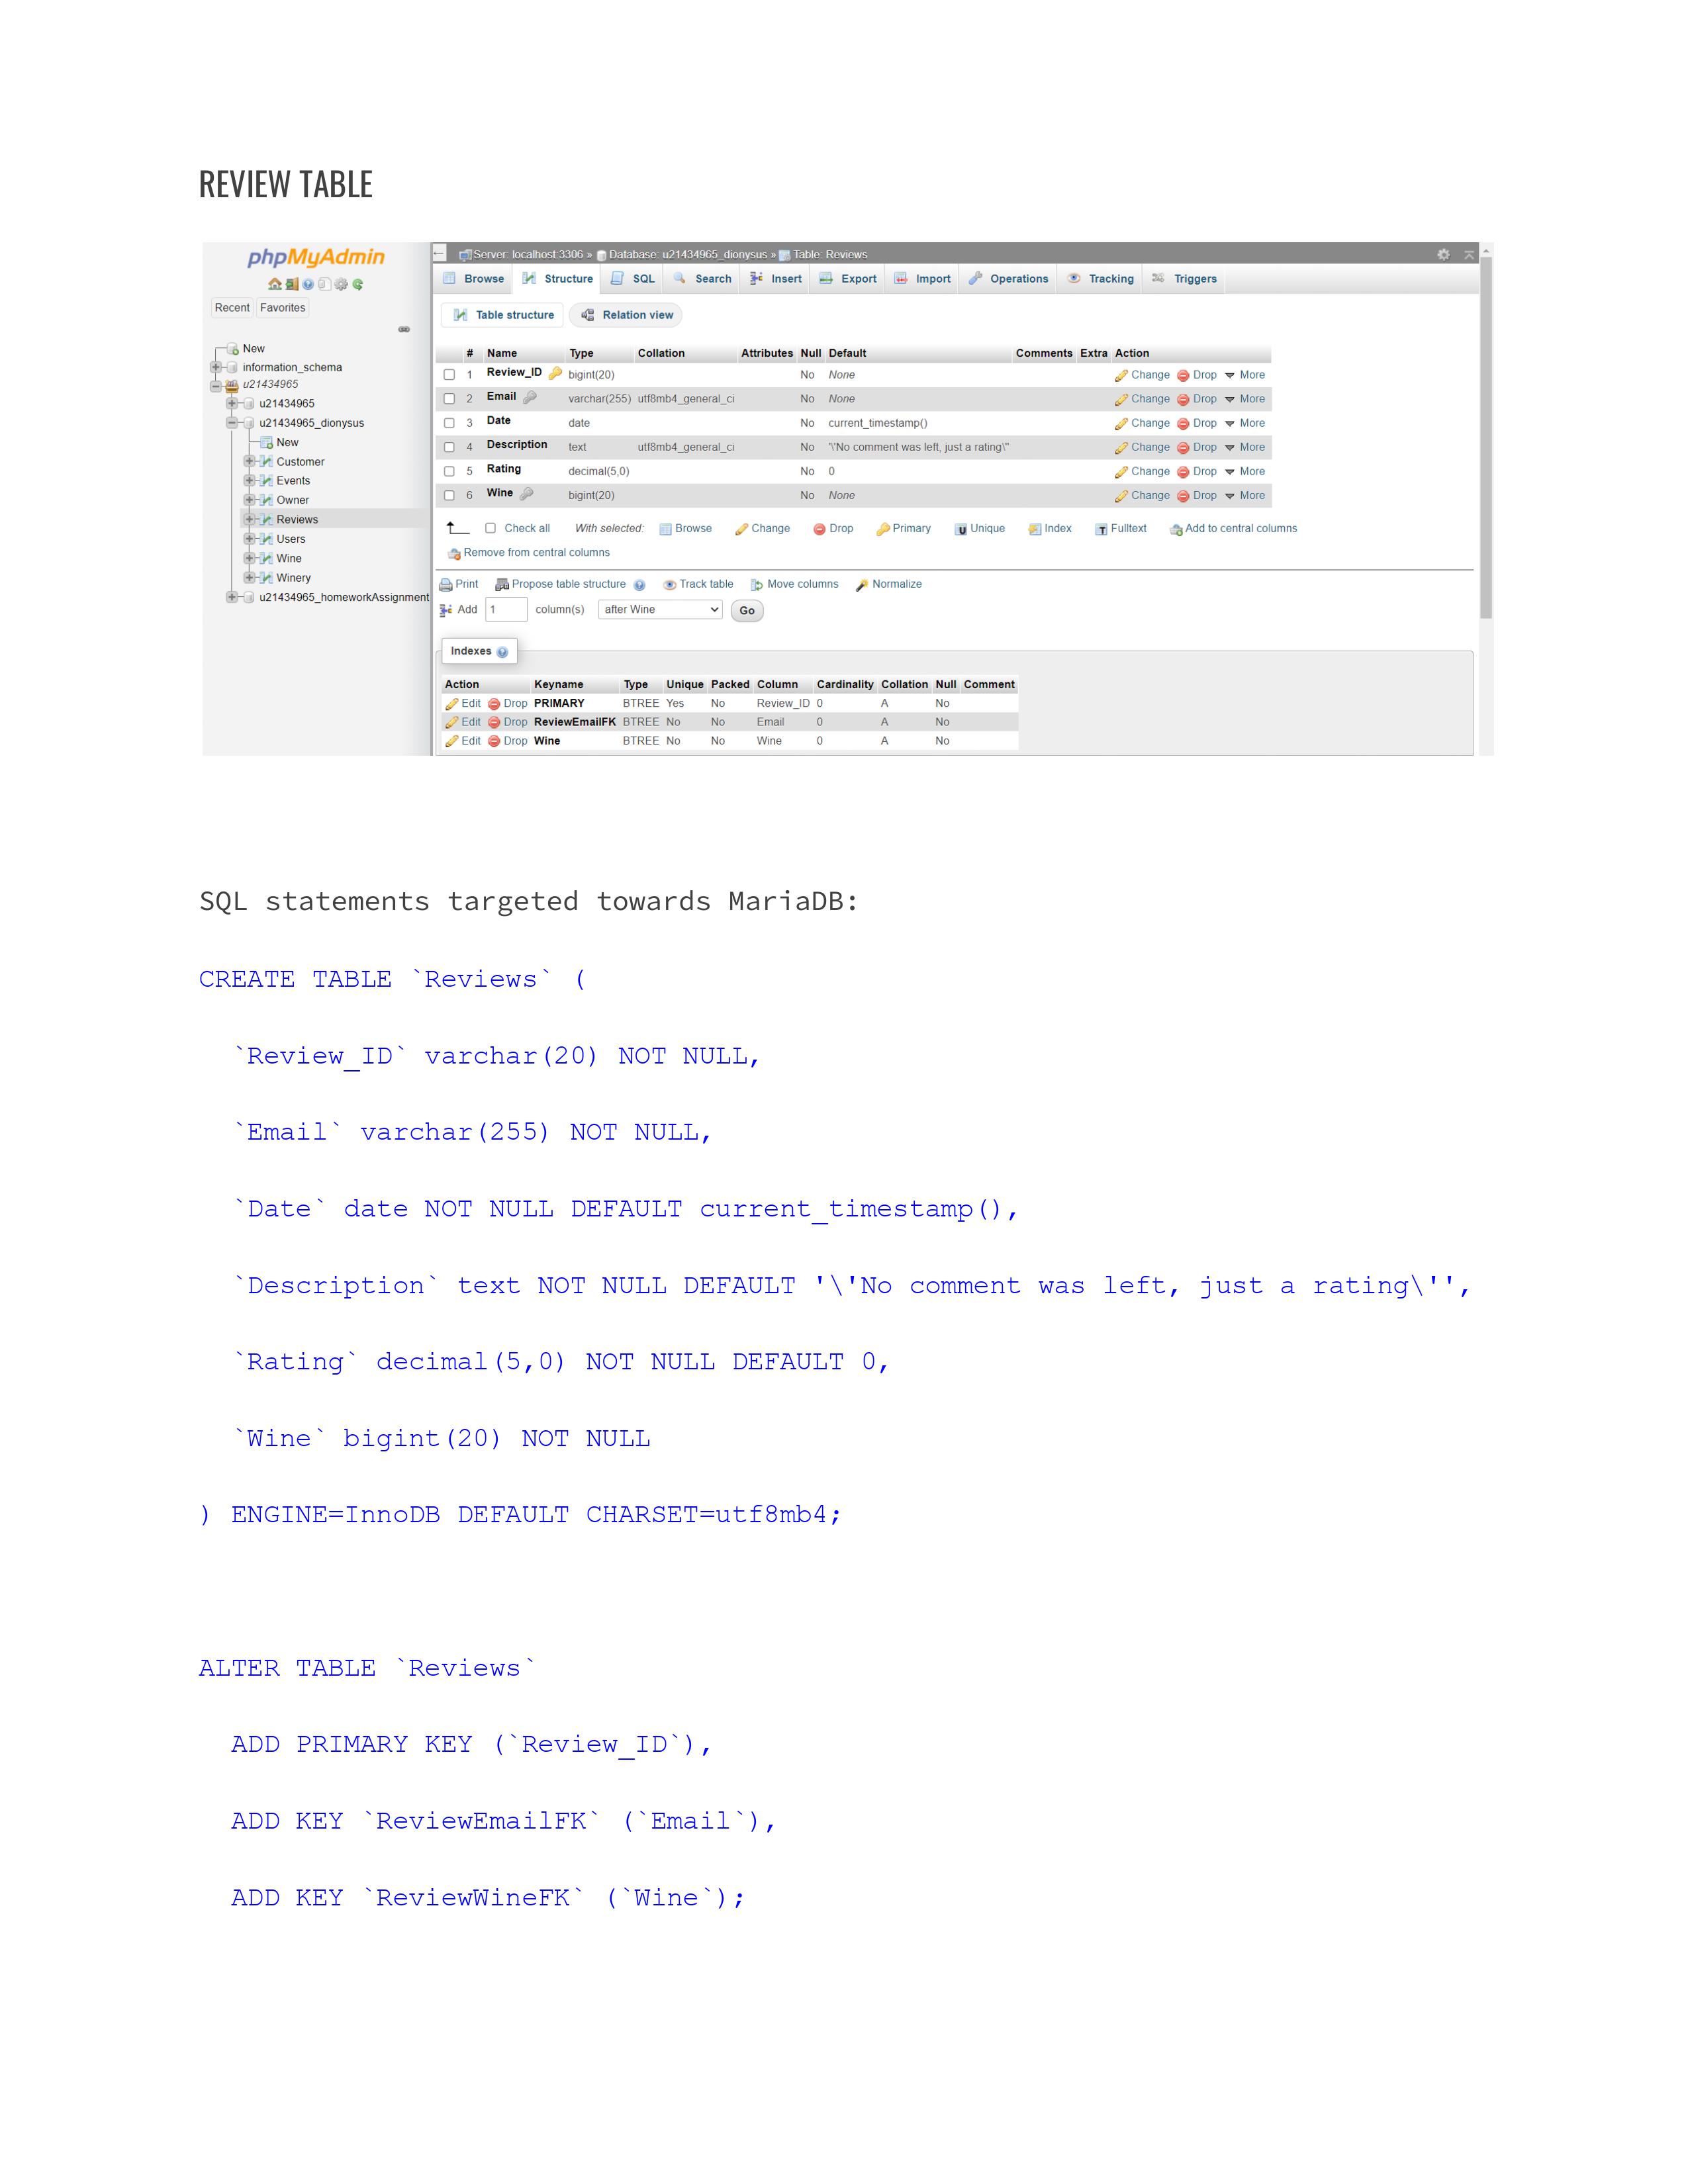 REVIEW TABLE
phpMyAdmin
Recent Favorites
New
information_schema
u21434965
u21434965
u21434965_dionysus
New
Customer
Events
Owner
Reviews
Users
Wine
Winery
u21434965_homeworkAssignment
Server: localhost:3306 » Database: u21434965_dionysus » Table: Reviews
Browse Structure SQL Search Insert Export Import Operations Tracking Triggers
Table structure Relation view
# Name Type Collation Attributes Null Default Comments Extra Action
1 Review_ID bigint(20) No None Change Drop More
2 Email varchar(255) utf8mb4_general_ci No None Change Drop More
3 Date date No current_timestamp() Change Drop More
4 Description text utf8mb4_general_ci No '\'No comment was left, just a rating\'' Change Drop More
5 Rating decimal(5,0) No 0 Change Drop More
6 Wine bigint(20) No None Change Drop More
Check all With selected: Browse Change Drop Primary Unique Index Fulltext Add to central columns
Remove from central columns
Print Propose table structure Track table Move columns Normalize
Add 1 column(s) after Wine Go
Indexes
Action Keyname Type Unique Packed Column Cardinality Collation Null Comment
Edit Drop PRIMARY BTREE Yes No Review_ID 0 A No
Edit Drop ReviewEmailFK BTREE No No Email 0 A No
Edit Drop Wine BTREE No No Wine 0 A No
SQL statements targeted towards MariaDB:
CREATE TABLE `Reviews` (
`Review_ID` varchar(20) NOT NULL,
`Email` varchar(255) NOT NULL,
`Date` date NOT NULL DEFAULT current_timestamp(),
`Description` text NOT NULL DEFAULT '\'No comment was left, just a rating\'',
`Rating` decimal(5,0) NOT NULL DEFAULT 0,
`Wine` bigint(20) NOT NULL
) ENGINE=InnoDB DEFAULT CHARSET=utf8mb4;
ALTER TABLE `Reviews`
ADD PRIMARY KEY (`Review_ID`),
ADD KEY `ReviewEmailFK` (`Email`),
ADD KEY `ReviewWineFK` (`Wine`);